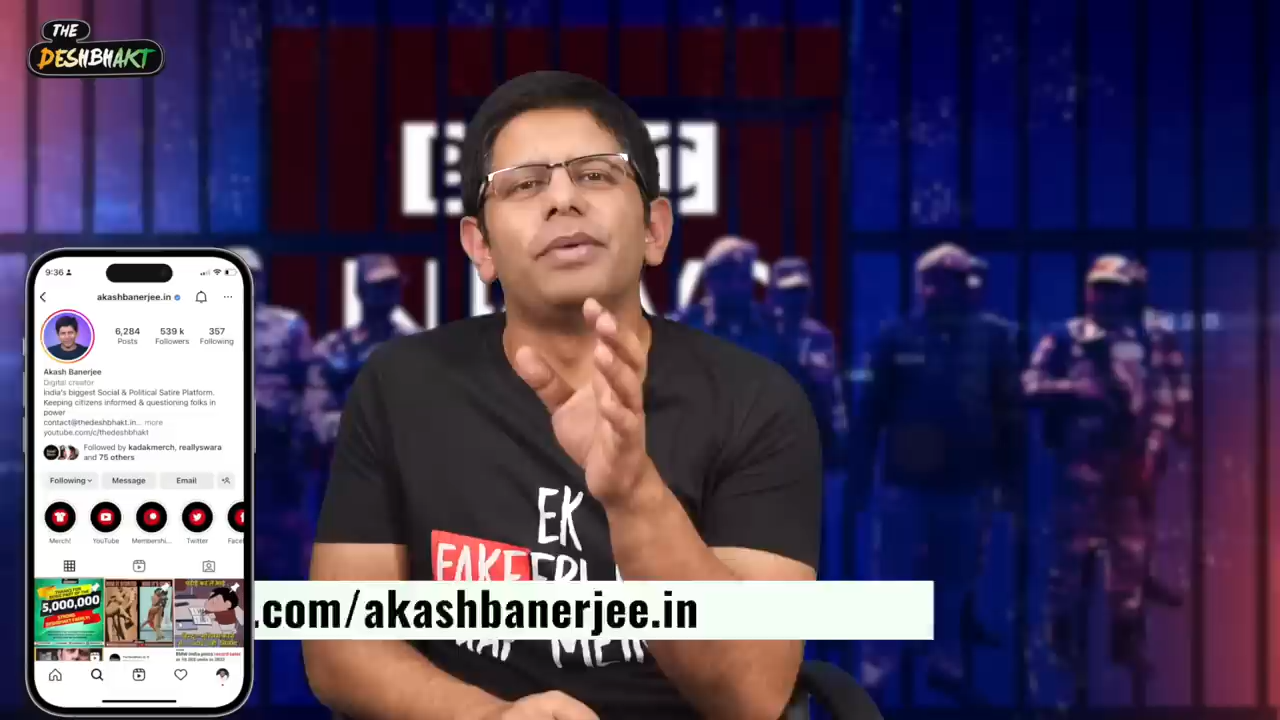 THE
DESHBHAKT
9:36
akashbanerjee.in
6,284
539 k
357
Posts
Followers
Following
Akash Banerjee
Digital creator
India's biggest Social & Political Satire Platform.
Keeping citizens informed & questioning folks in
power
contact@thedeshbhakt.in... more
youtube.com/c/thedeshbhakt
Followed by kadakmerch, reallyswara
and 75 others
Following
Message
Email
Merch!
YouTube
Membershi...
Twitter
5,000,000
EK
FAKE
.com/akashbanerjee.in